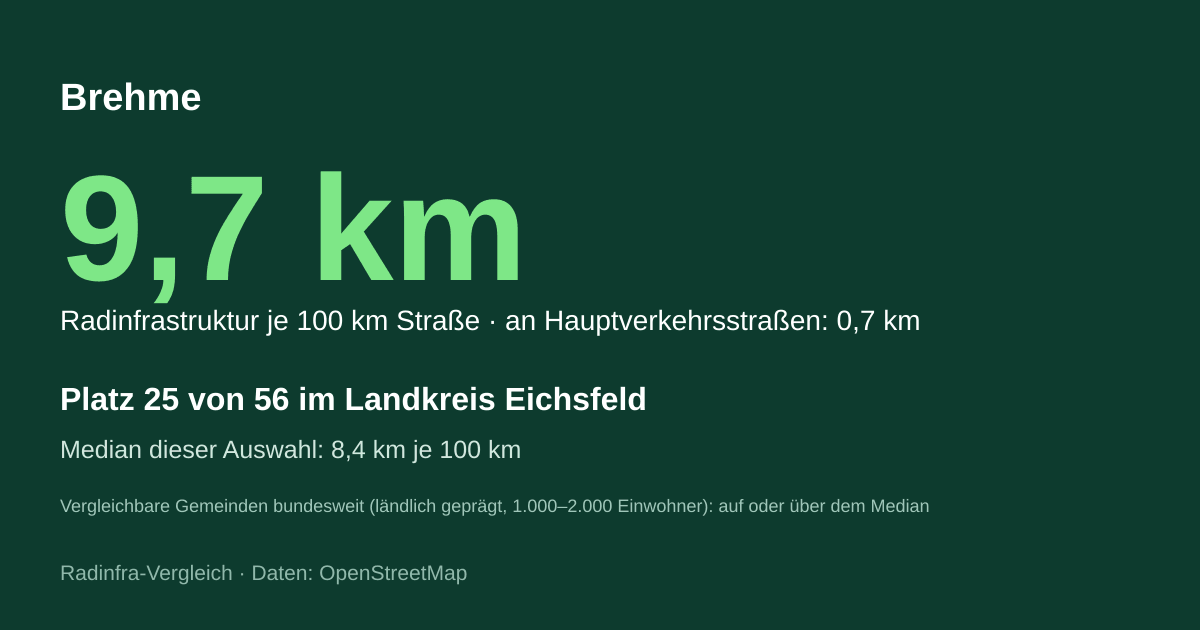 Brehme
9,7 km
Radinfrastruktur je 100 km Straße · an Hauptverkehrsstraßen: 0,7 km
Platz 25 von 56 im Landkreis Eichsfeld
Median dieser Auswahl: 8,4 km je 100 km
Vergleichbare Gemeinden bundesweit (ländlich geprägt, 1.000–2.000 Einwohner): auf oder über dem Median
Radinfra-Vergleich · Daten: OpenStreetMap